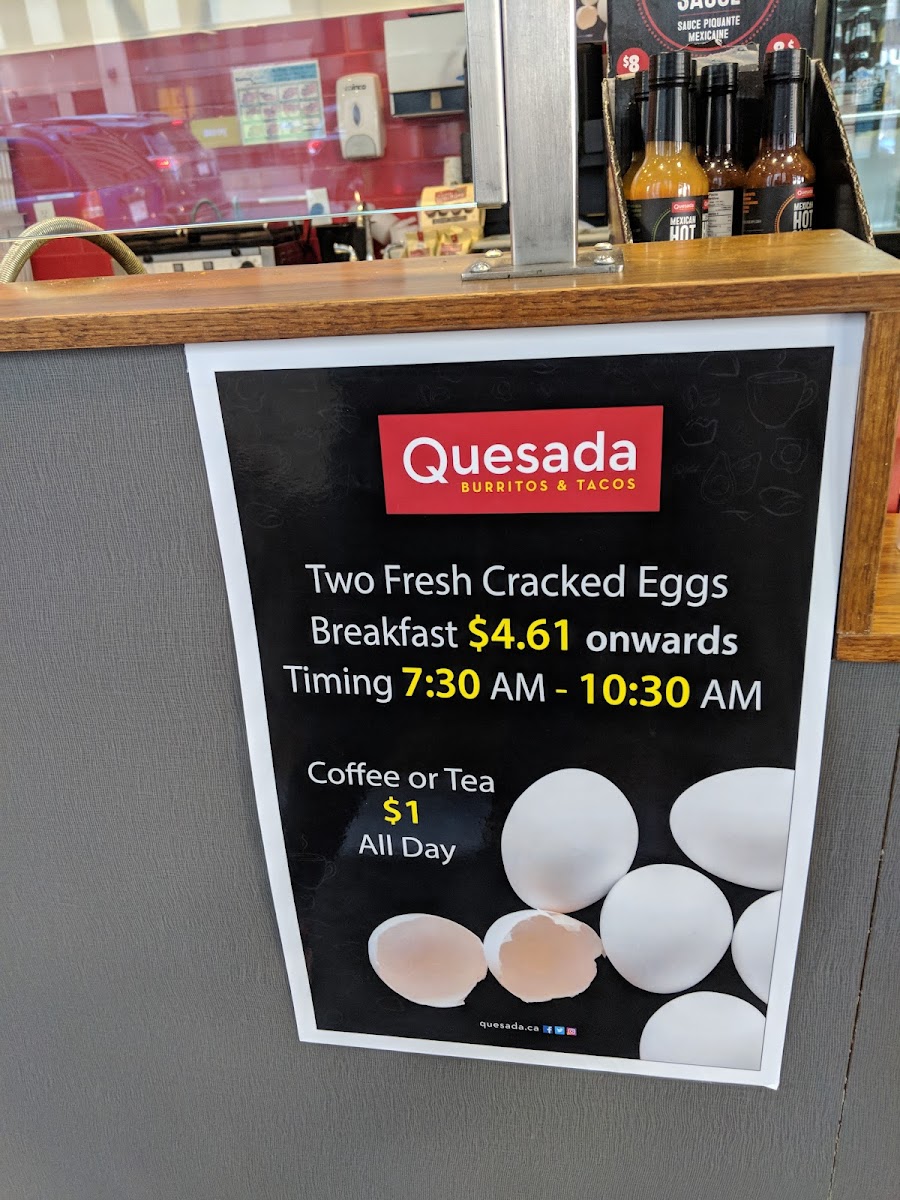 SAUCE
SAUCE PIQUANTE
MEXICAINE
$8
8$
Quesada
MEXICAN
HOT
MEXICAN
HOT
Quesada
BURRITOS & TACOS
Two Fresh Cracked Eggs
Breakfast $4.61 onwards
Timing 7:30 AM - 10:30 AM
Coffee or Tea
$1
All Day
quesada.ca